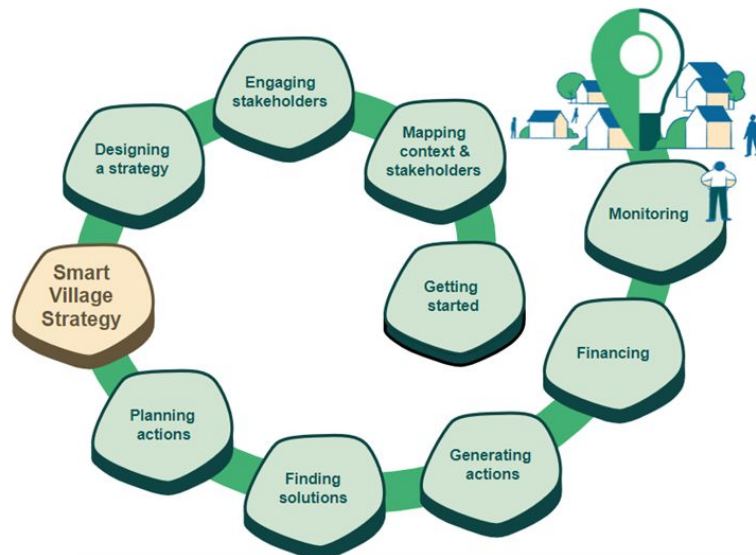 Engaging
stakeholders
Mapping
context &
stakeholders
Designing
a strategy
Monitoring
Getting
started
Smart
Village
Strategy
Financing
Planning
actions
Generating
actions
Finding
solutions